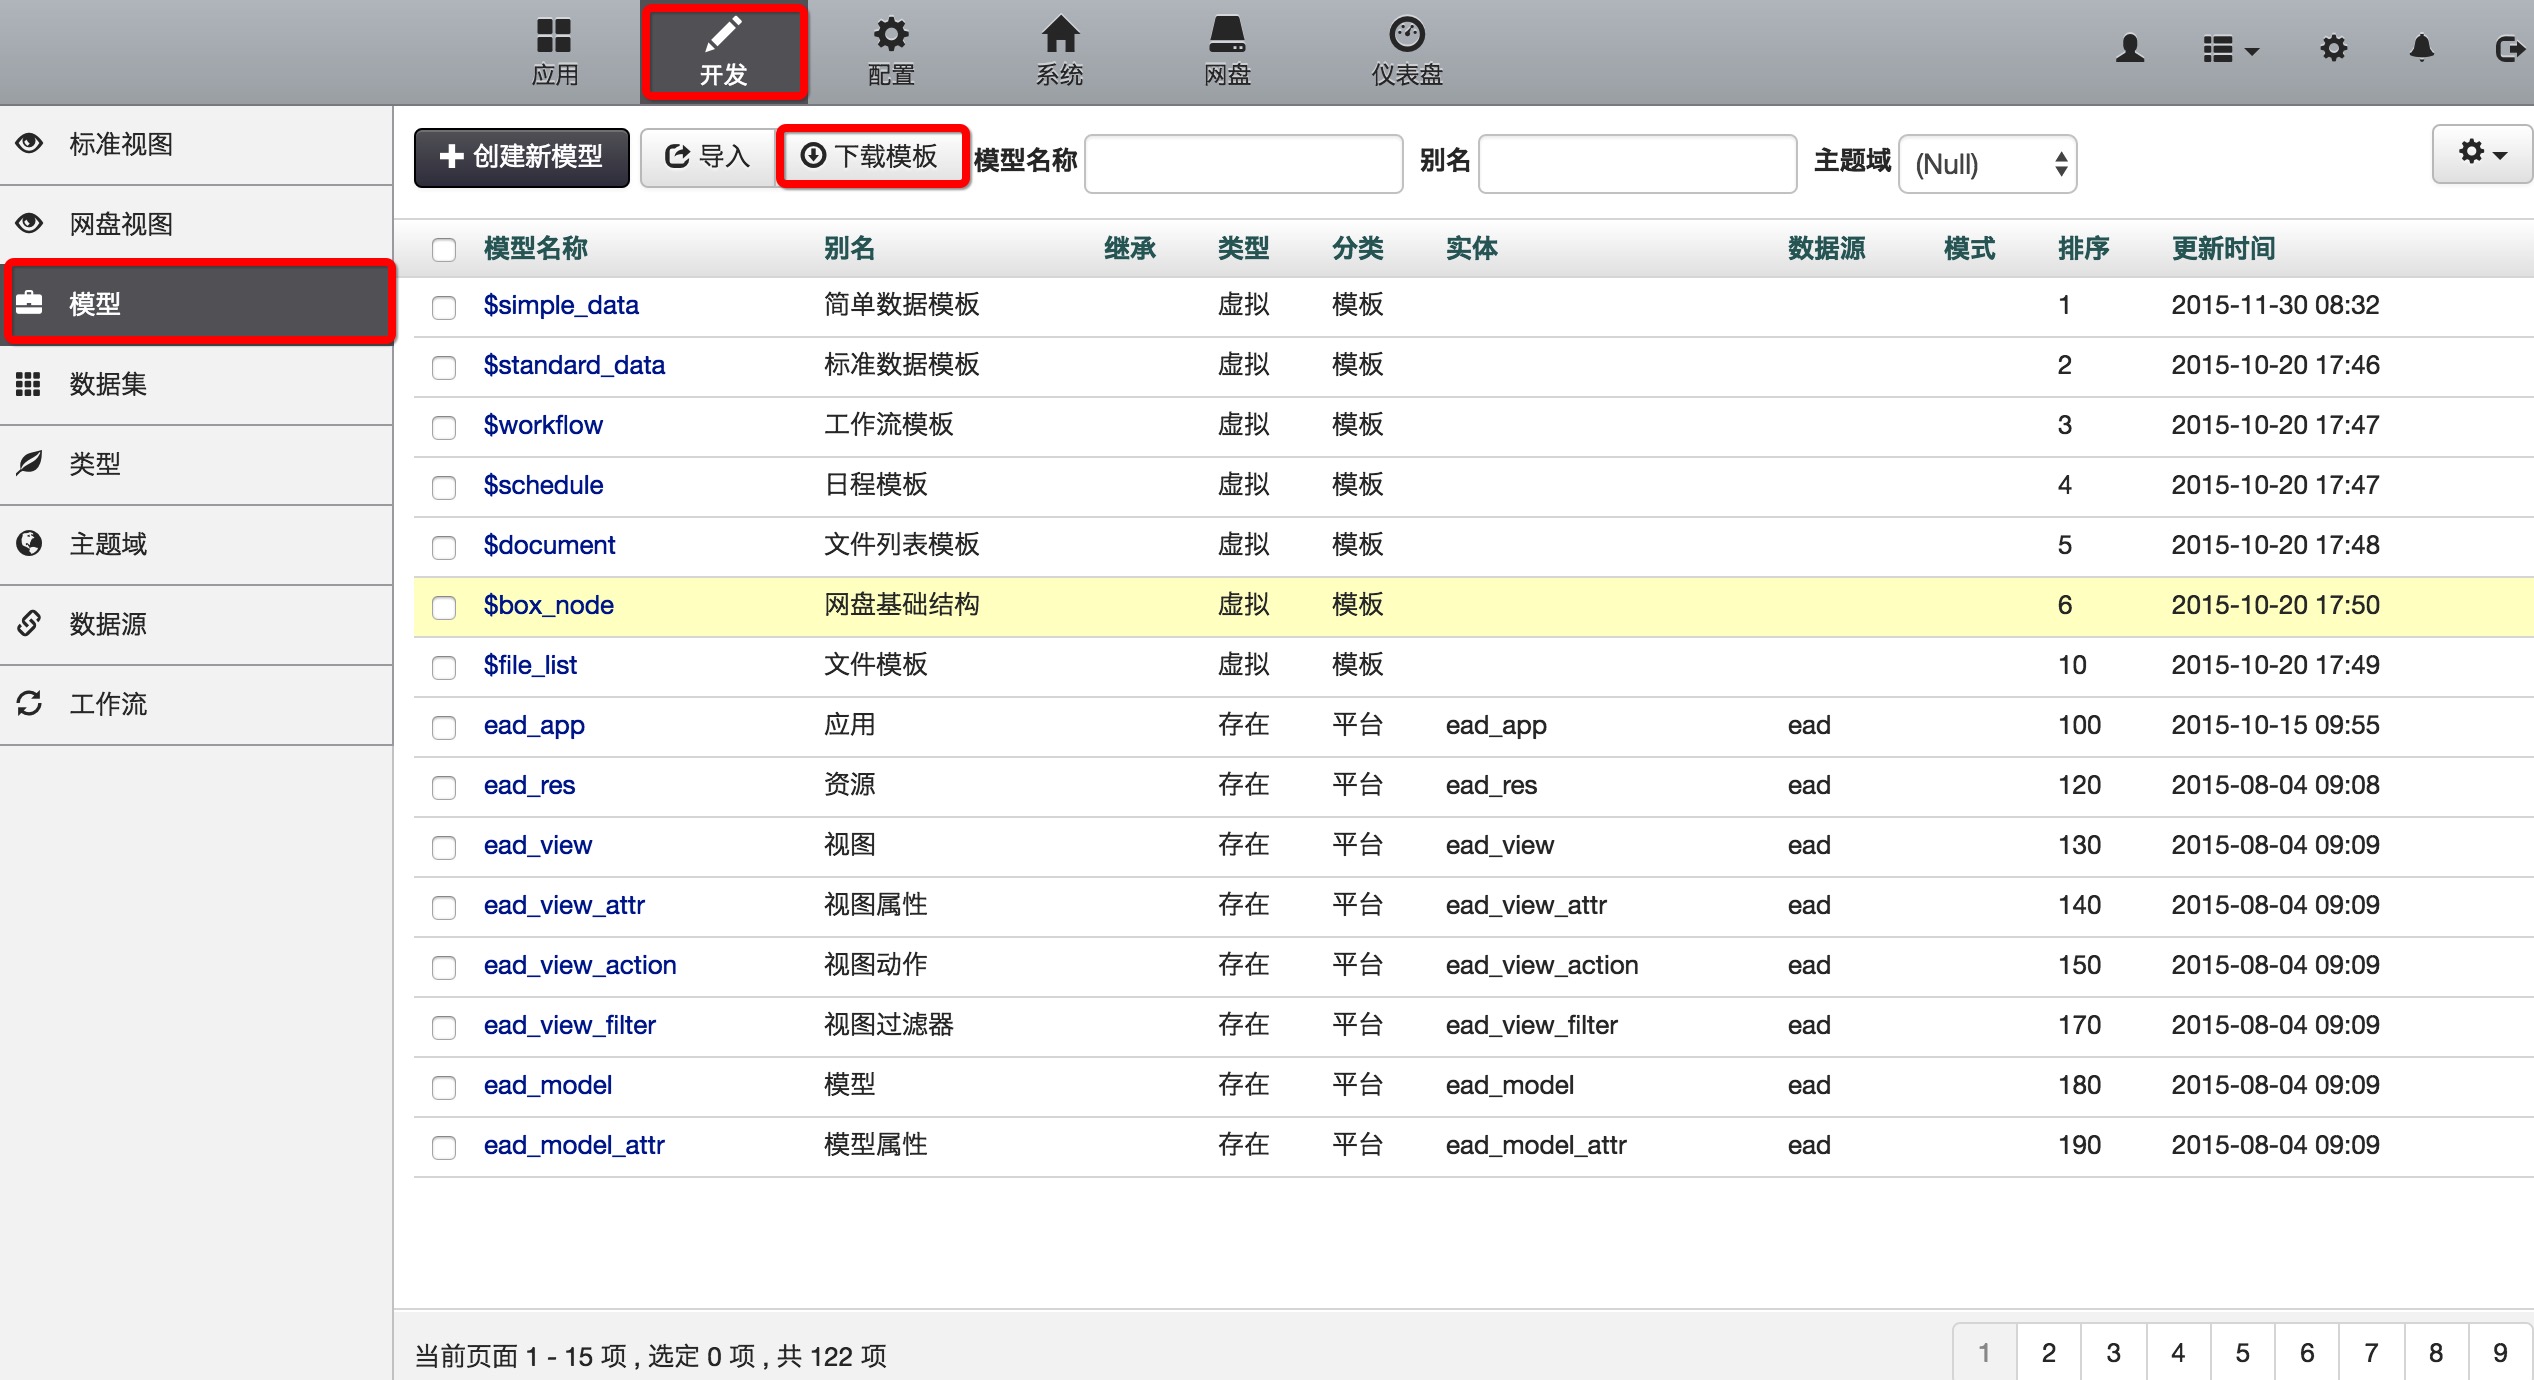 应用 开发 配置 系统 网盘 仪表盘
标准视图
网盘视图
模型
数据集
类型
主题域
数据源
工作流
创建新模型 导入 下载模板 模型名称 别名 主题域 (Null)
模型名称 别名 继承 类型 分类 实体 数据源 模式 排序 更新时间
$simple_data 简单数据模板 虚拟 模板 1 2015-11-30 08:32
$standard_data 标准数据模板 虚拟 模板 2 2015-10-20 17:46
$workflow 工作流模板 虚拟 模板 3 2015-10-20 17:47
$schedule 日程模板 虚拟 模板 4 2015-10-20 17:47
$document 文件列表模板 虚拟 模板 5 2015-10-20 17:48
$box_node 网盘基础结构 虚拟 模板 6 2015-10-20 17:50
$file_list 文件模板 虚拟 模板 10 2015-10-20 17:49
ead_app 应用 存在 平台 ead_app ead 100 2015-10-15 09:55
ead_res 资源 存在 平台 ead_res ead 120 2015-08-04 09:08
ead_view 视图 存在 平台 ead_view ead 130 2015-08-04 09:09
ead_view_attr 视图属性 存在 平台 ead_view_attr ead 140 2015-08-04 09:09
ead_view_action 视图动作 存在 平台 ead_view_action ead 150 2015-08-04 09:09
ead_view_filter 视图过滤器 存在 平台 ead_view_filter ead 170 2015-08-04 09:09
ead_model 模型 存在 平台 ead_model ead 180 2015-08-04 09:09
ead_model_attr 模型属性 存在 平台 ead_model_attr ead 190 2015-08-04 09:09
当前页面 1 - 15 项 , 选定 0 项 , 共 122 项 1 2 3 4 5 6 7 8 9